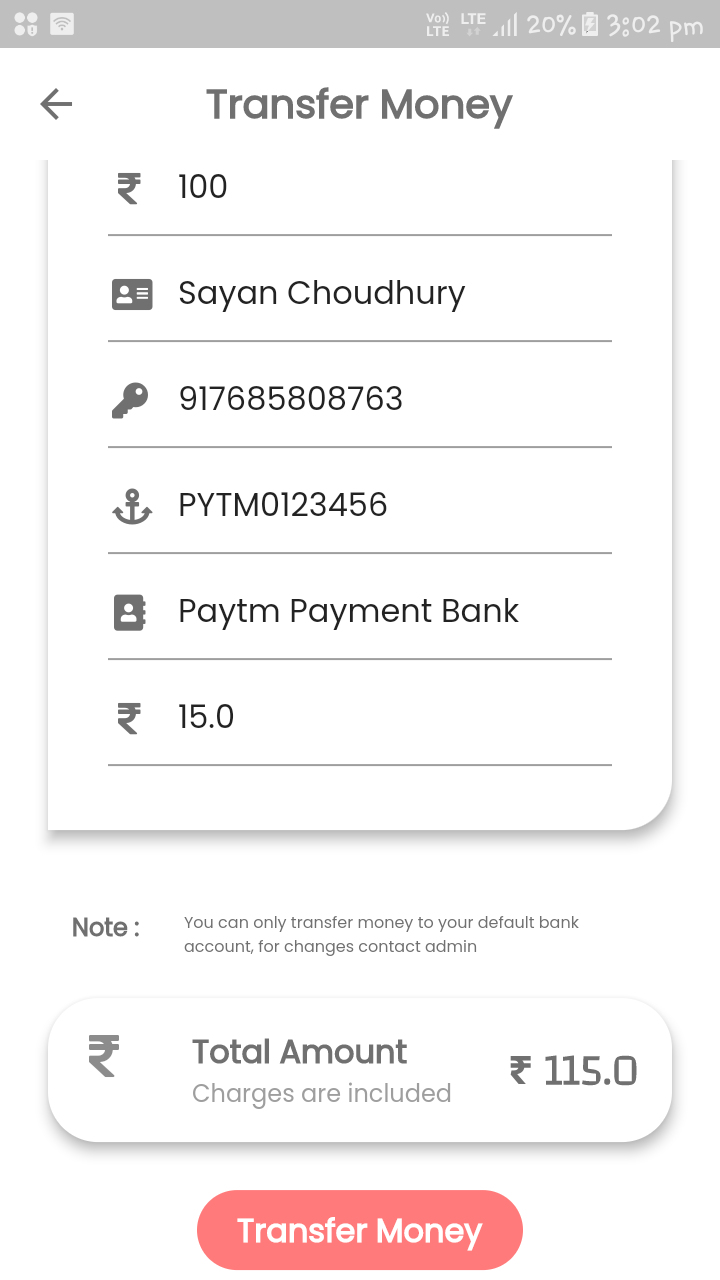 Vo)) LTE LTE 20% 3:02 pm
Transfer Money
₹ 100
Sayan Choudhury
917685808763
PYTM0123456
Paytm Payment Bank
₹ 15.0
Note : You can only transfer money to your default bank
account, for changes contact admin
₹ Total Amount ₹ 115.0
Charges are included
Transfer Money